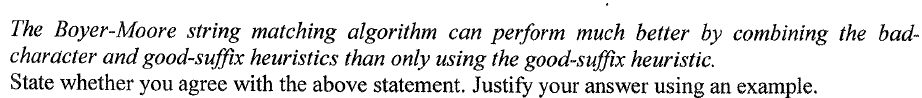 The Boyer-Moore string matching algorithm can perform much better by combining the bad-
character and good-suffix heuristics than only using the good-suffix heuristic.
State whether you agree with the above statement. Justify your answer using an example.